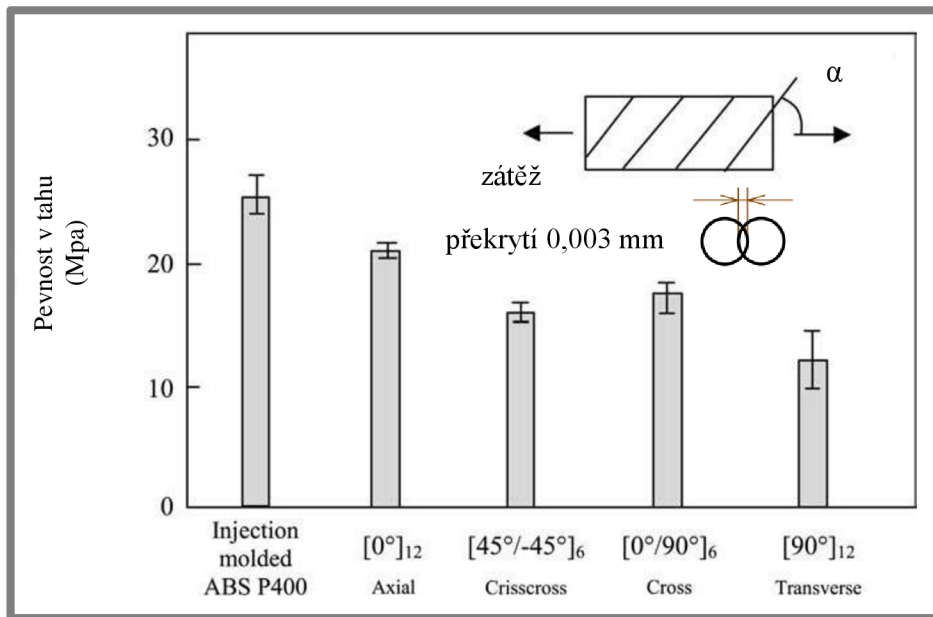 Pevnost v tahu
(Mpa)
30
20
10
0
α
zátěž
překrytí 0,003 mm
Injection
molded
ABS P400
[0°]₁₂
Axial
[45°/-45°]₆
Crisscross
[0°/90°]₆
Cross
[90°]₁₂
Transverse